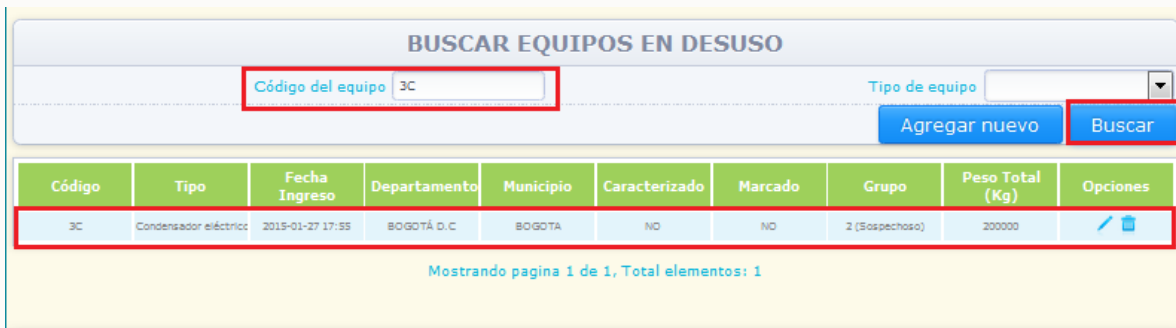 BUSCAR EQUIPOS EN DESUSO
Código del equipo 3C Tipo de equipo
Agregar nuevo Buscar
Código Tipo Fecha Ingreso Departamento Municipio Caracterizado Marcado Grupo Peso Total (Kg) Opciones
3C Condensador eléctrico 2015-01-27 17:55 BOGOTÁ D.C BOGOTA NO NO 2 (Sospechoso) 200000
Mostrando pagina 1 de 1, Total elementos: 1